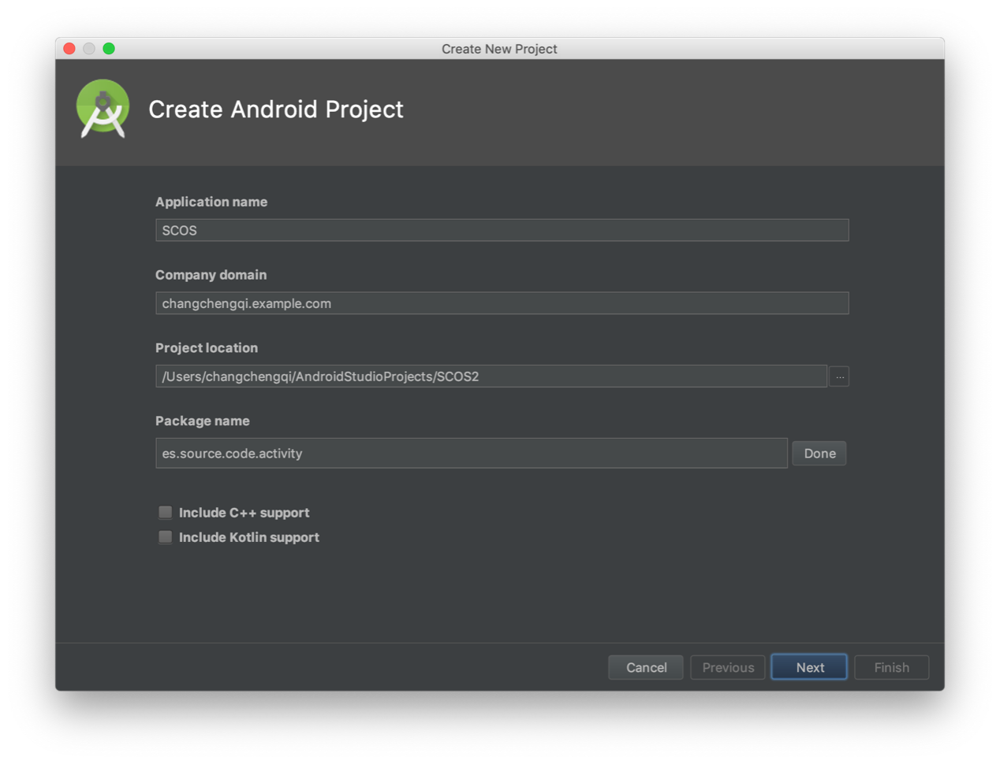 Create New Project
Create Android Project
Application name
SCOS
Company domain
changchengqi.example.com
Project location
/Users/changchengqi/AndroidStudioProjects/SCOS2
...
Package name
es.source.code.activity
Done
Include C++ support
Include Kotlin support
Cancel Previous Next Finish